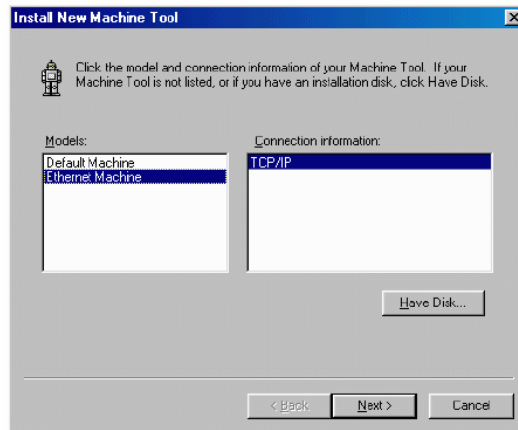 Install New Machine Tool
Click the model and connection information of your Machine Tool. If your
Machine Tool is not listed, or if you have an installation disk, click Have Disk.
Models:
Connection information:
Default Machine
Ethernet Machine
TCP/IP
Have Disk...
< Back
Next >
Cancel